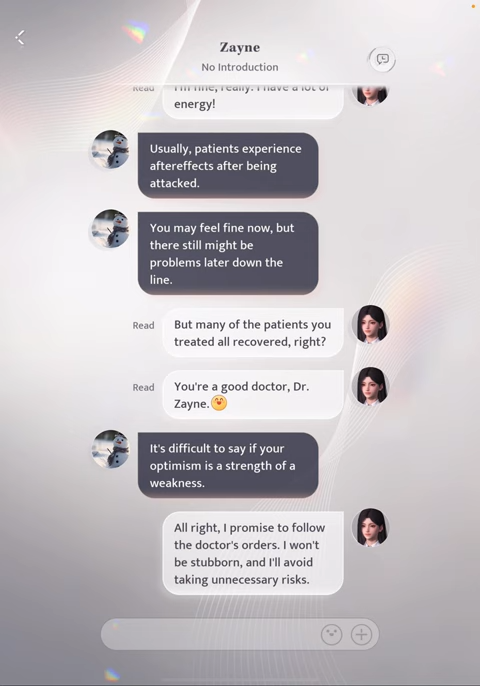 Zayne
No Introduction
Read
I'm fine, really! I have a lot of
energy!
Usually, patients experience
aftereffects after being
attacked.
You may feel fine now, but
there still might be
problems later down the
line.
Read
But many of the patients you
treated all recovered, right?
Read
You're a good doctor, Dr.
Zayne.😮
It's difficult to say if your
optimism is a strength of a
weakness.
All right, I promise to follow
the doctor's orders. I won't
be stubborn, and I'll avoid
taking unnecessary risks.